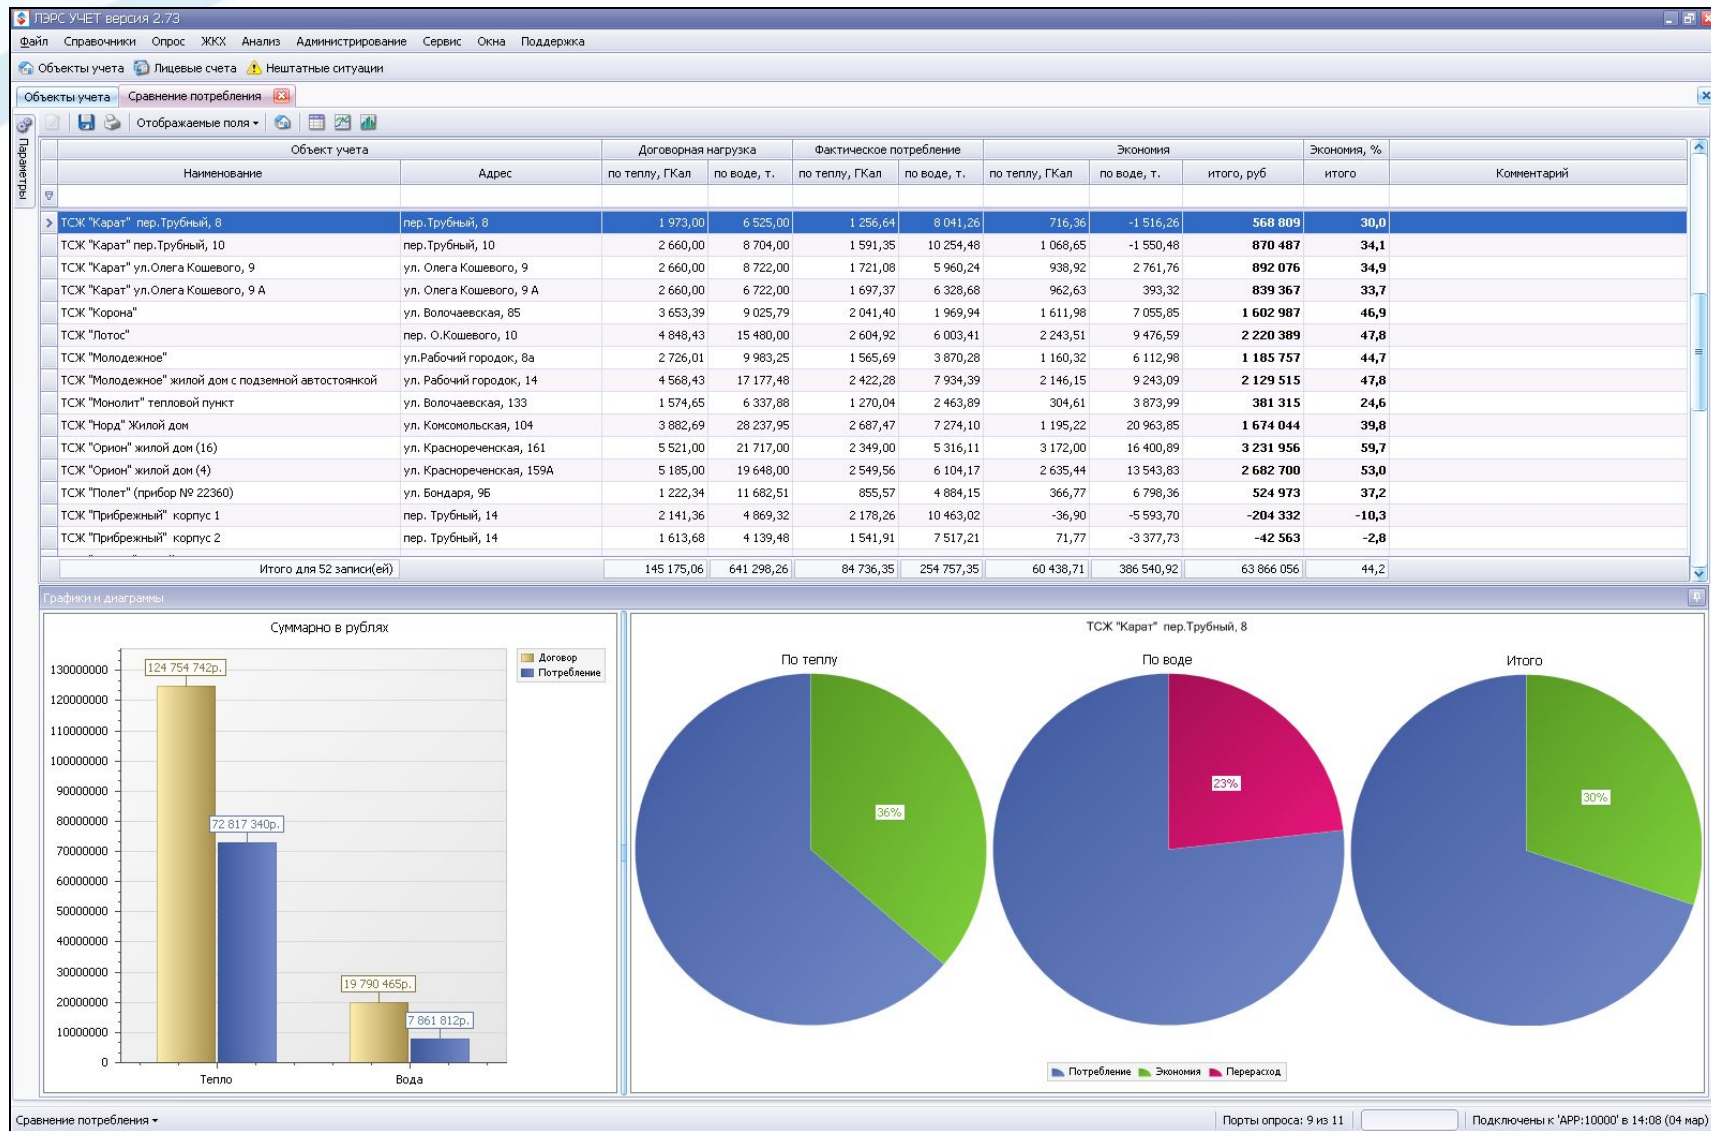 ЛЭРС УЧЕТ версия 2.73
Файл Справочники Опрос ЖКХ Анализ Администрирование Сервис Окна Поддержка
Объекты учета Лицевые счета Нештатные ситуации
Объекты учета Сравнение потребления
Отображаемые поля
Параметры
Объект учета Договорная нагрузка Фактическое потребление Экономия Экономия, %
Наименование Адрес по теплу, ГКал по воде, т. по теплу, ГКал по воде, т. по теплу, ГКал по воде, т. итого, руб итого Комментарий
ТСЖ "Карат" пер.Трубный, 8 пер.Трубный, 8 1 973,00 6 525,00 1 256,64 8 041,26 716,36 -1 516,26 568 809 30,0
ТСЖ "Карат" пер.Трубный, 10 пер.Трубный, 10 2 660,00 8 704,00 1 591,35 10 254,48 1 068,65 -1 550,48 870 487 34,1
ТСЖ "Карат" ул.Олега Кошевого, 9 ул. Олега Кошевого, 9 2 660,00 8 722,00 1 721,08 5 960,24 938,92 2 761,76 892 076 34,9
ТСЖ "Карат" ул.Олега Кошевого, 9 А ул. Олега Кошевого, 9 А 2 660,00 6 722,00 1 697,37 6 328,68 962,63 393,32 839 367 33,7
ТСЖ "Корона" ул. Волочаевская, 85 3 653,39 9 025,79 2 041,40 1 969,94 1 611,98 7 055,85 1 602 987 46,9
ТСЖ "Лотос" пер. О.Кошевого, 10 4 848,43 15 480,00 2 604,92 6 003,41 2 243,51 9 476,59 2 220 389 47,8
ТСЖ "Молодежное" ул.Рабочий городок, 8а 2 726,01 9 983,25 1 565,69 3 870,28 1 160,32 6 112,98 1 185 757 44,7
ТСЖ "Молодежное" жилой дом с подземной автостоянкой ул. Рабочий городок, 14 4 568,43 17 177,48 2 422,28 7 934,39 2 146,15 9 243,09 2 129 515 47,8
ТСЖ "Монолит" тепловой пункт ул. Волочаевская, 133 1 574,65 6 337,88 1 270,04 2 463,89 304,61 3 873,99 381 315 24,6
ТСЖ "Норд" Жилой дом ул. Комсомольская, 104 3 882,69 28 237,95 2 687,47 7 274,10 1 195,22 20 963,85 1 674 044 39,8
ТСЖ "Орион" жилой дом (16) ул. Краснореченская, 161 5 521,00 21 717,00 2 349,00 5 316,11 3 172,00 16 400,89 3 231 956 59,7
ТСЖ "Орион" жилой дом (4) ул. Краснореченская, 159А 5 185,00 19 648,00 2 549,56 6 104,17 2 635,44 13 543,83 2 682 700 53,0
ТСЖ "Полет" (прибор № 22360) ул. Бондаря, 9Б 1 222,34 11 682,51 855,57 4 884,15 366,77 6 798,36 524 973 37,2
ТСЖ "Прибрежный" корпус 1 пер. Трубный, 14 2 141,36 4 869,32 2 178,26 10 463,02 -36,90 -5 593,70 -204 332 -10,3
ТСЖ "Прибрежный" корпус 2 пер. Трубный, 14 1 613,68 4 139,48 1 541,91 7 517,21 71,77 -3 377,73 -42 563 -2,8
Итого для 52 записи(ей) 145 175,06 641 298,26 84 736,35 254 757,35 60 438,71 386 540,92 63 866 056 44,2
Графики и диаграммы
Суммарно в рублях
Договор
Потребление
130000000
120000000
110000000
100000000
90000000
80000000
70000000
60000000
50000000
40000000
30000000
20000000
10000000
0
124 754 742р.
72 817 340р.
19 790 465р.
7 861 812р.
Тепло Вода
ТСЖ "Карат" пер.Трубный, 8
По теплу По воде Итого
36% 23% 30%
Потребление Экономия Перерасход
Сравнение потребления Порты опроса: 9 из 11 Подключены к 'APP:10000' в 14:08 (04 мар)